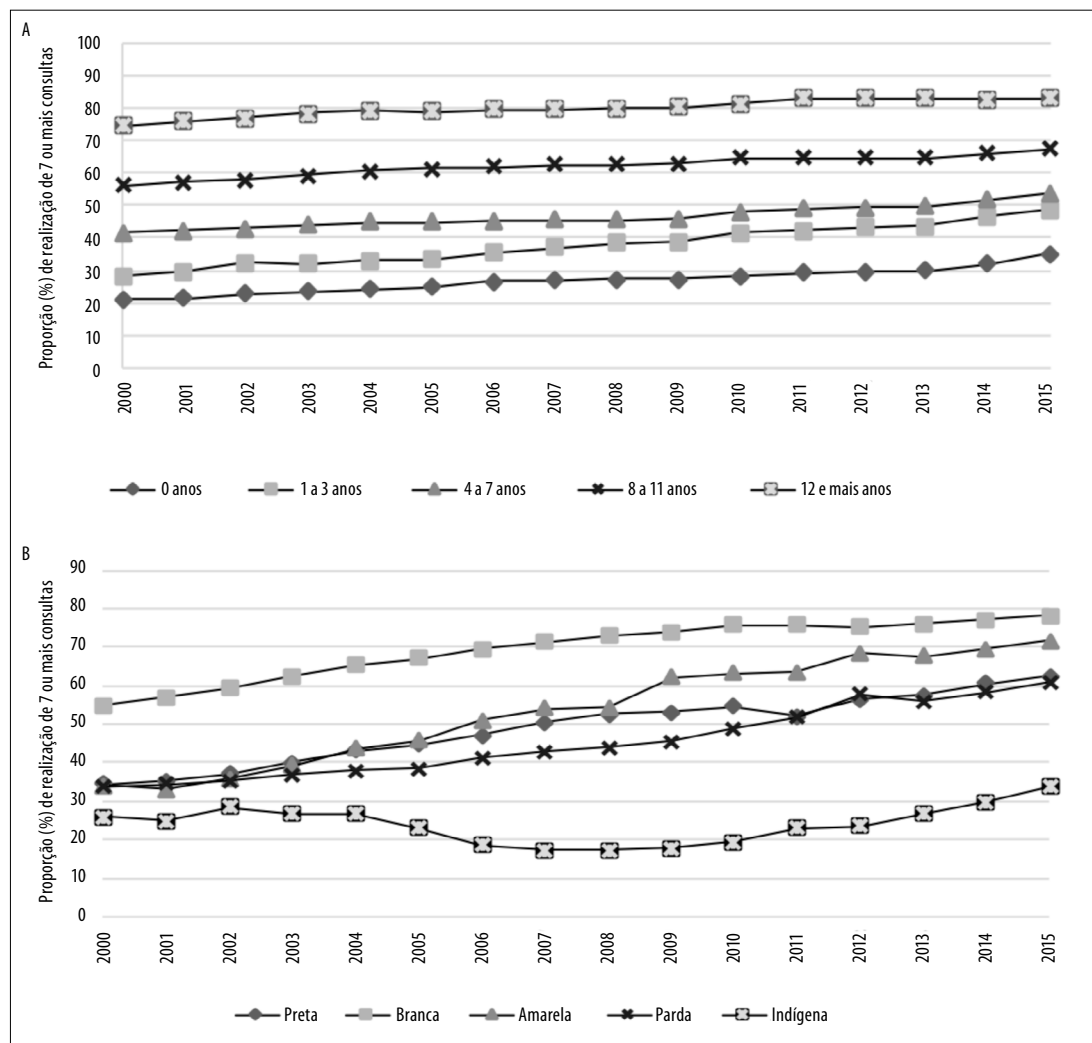 A
Proporção (%) de realização de 7 ou mais consultas
100
90
80
70
60
50
40
30
20
10
0
2000 2001 2002 2003 2004 2005 2006 2007 2008 2009 2010 2011 2012 2013 2014 2015
0 anos 1 a 3 anos 4 a 7 anos 8 a 11 anos 12 e mais anos
B
Proporção (%) de realização de 7 ou mais consultas
90
80
70
60
50
40
30
20
10
0
2000 2001 2002 2003 2004 2005 2006 2007 2008 2009 2010 2011 2012 2013 2014 2015
Preta Branca Amarela Parda Indígena